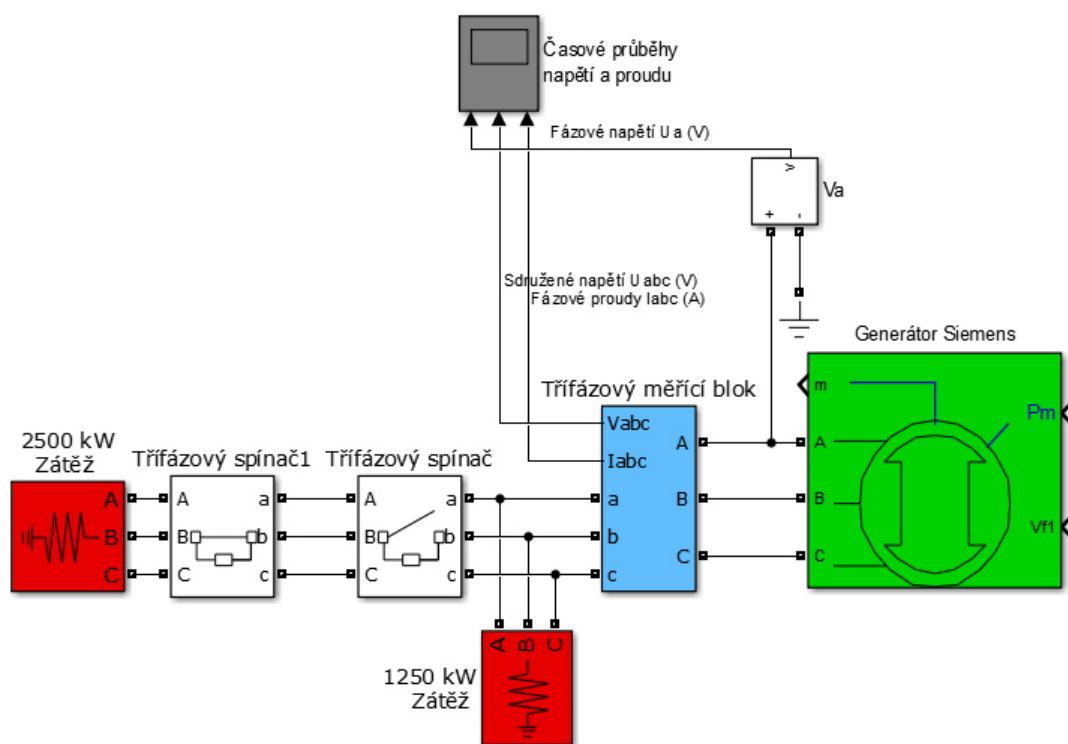 Časové průběhy
napětí a proudu
Fázové napětí U a (V)
v
Va
+ -
Sdružené napětí U abc (V)
Fázové proudy Iabc (A)
Generátor Siemens
m
Pm
A
B
C
Vf1
Třífázový měřící blok
Vabc
Iabc
A
a
B
b
C
c
2500 kW
Zátěž
A
B
C
Třífázový spínač1
A a
B b
C c
Třífázový spínač
A a
B b
C c
A B C
1250 kW
Zátěž